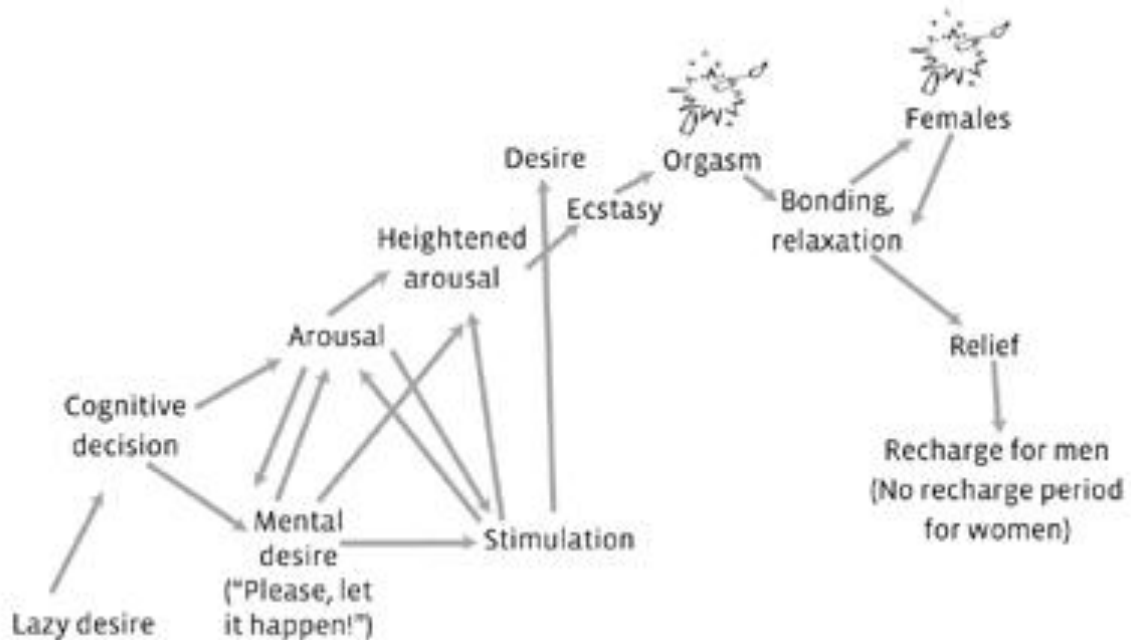 Females
Desire
Orgasm
Ecstasy
Bonding,
relaxation
Heightened
arousal
Arousal
Relief
Cognitive
decision
Recharge for men
(No recharge period
for women)
Mental
desire
("Please, let
it happen!")
Stimulation
Lazy desire